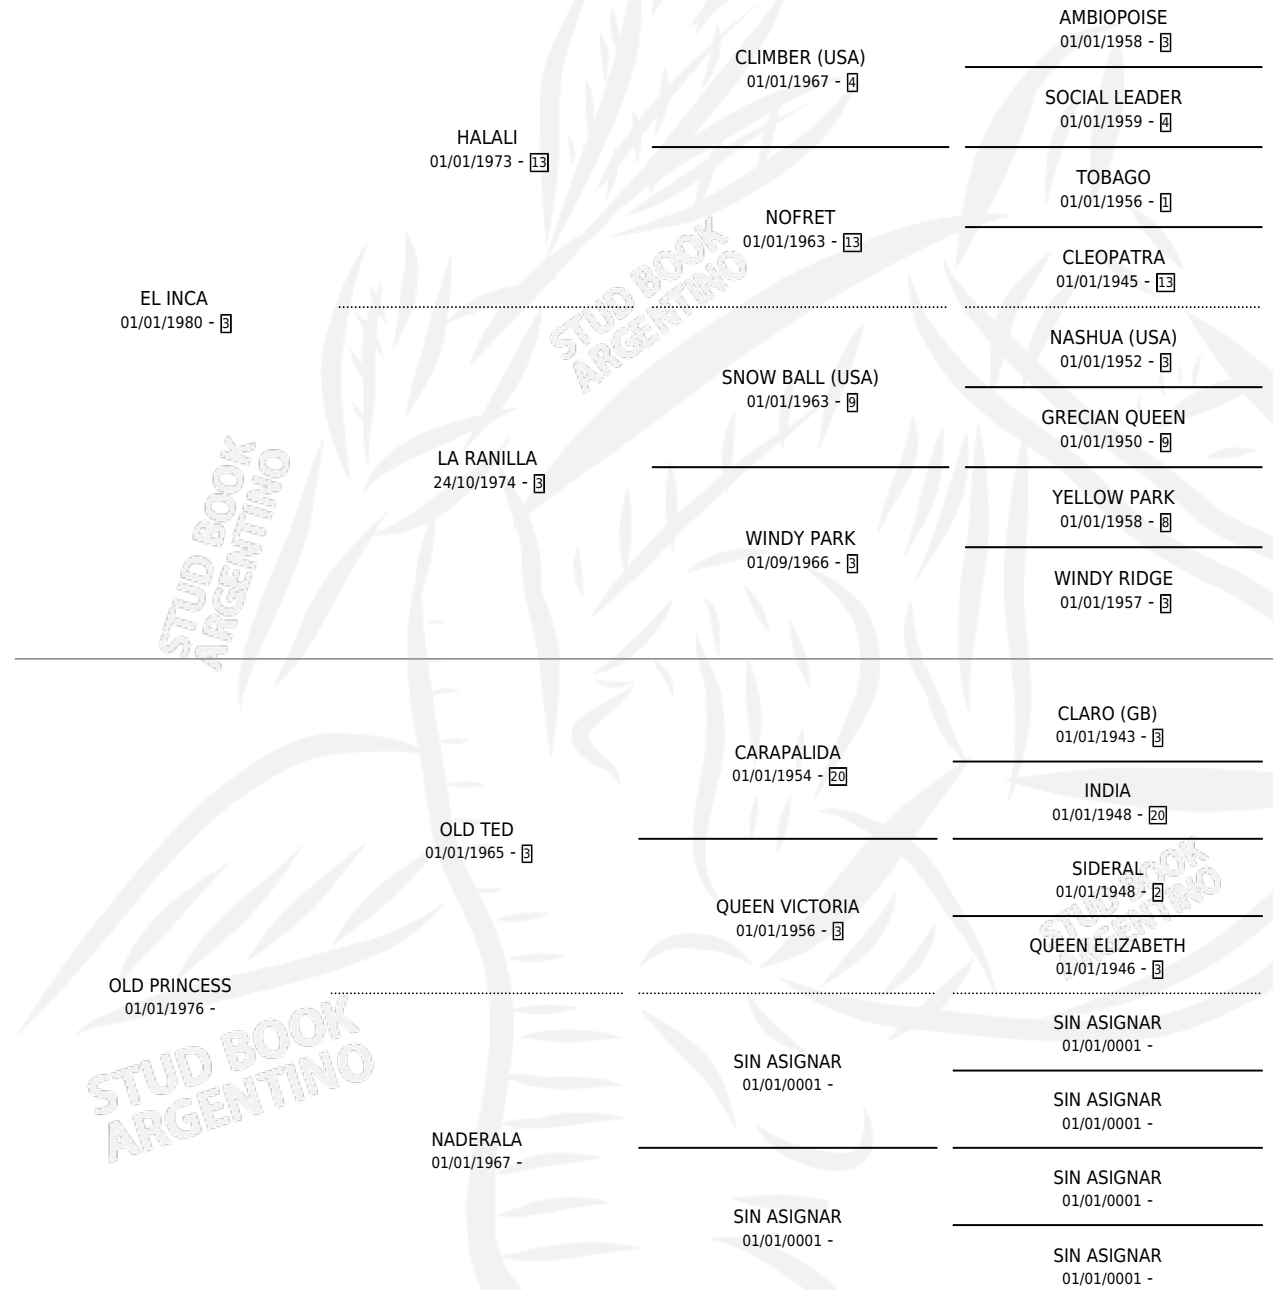 AMBIOPOISE
01/01/1958 - 3
CLIMBER (USA)
01/01/1967 - 4
SOCIAL LEADER
01/01/1959 - 4
HALALI
01/01/1973 - 13
TOBAGO
01/01/1956 - 1
NOFRET
01/01/1963 - 13
CLEOPATRA
01/01/1945 - 13
EL INCA
01/01/1980 - 3
NASHUA (USA)
01/01/1952 - 3
SNOW BALL (USA)
01/01/1963 - 9
GRECIAN QUEEN
01/01/1950 - 9
LA RANILLA
24/10/1974 - 3
YELLOW PARK
01/01/1958 - 8
WINDY PARK
01/09/1966 - 3
WINDY RIDGE
01/01/1957 - 3
STUD BOOK
ARGENTINO
STUD BOOK
ARGENTINO
CLARO (GB)
01/01/1943 - 3
CARAPALIDA
01/01/1954 - 20
INDIA
01/01/1948 - 20
OLD TED
01/01/1965 - 3
SIDERAL
01/01/1948 - 2
QUEEN VICTORIA
01/01/1956 - 3
QUEEN ELIZABETH
01/01/1946 - 3
STUD BOOK
ARGENTINO
OLD PRINCESS
01/01/1976 -
SIN ASIGNAR
01/01/0001 -
SIN ASIGNAR
01/01/0001 -
SIN ASIGNAR
01/01/0001 -
NADERALA
01/01/1967 -
SIN ASIGNAR
01/01/0001 -
SIN ASIGNAR
01/01/0001 -
SIN ASIGNAR
01/01/0001 -
STUD BOOK
ARGENTINO